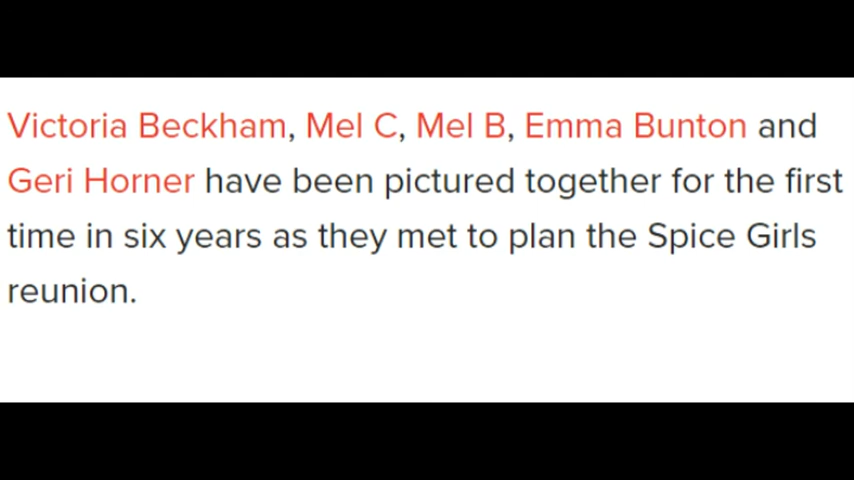 Victoria Beckham, Mel C, Mel B, Emma Bunton and
Geri Horner have been pictured together for the first
time in six years as they met to plan the Spice Girls
reunion.